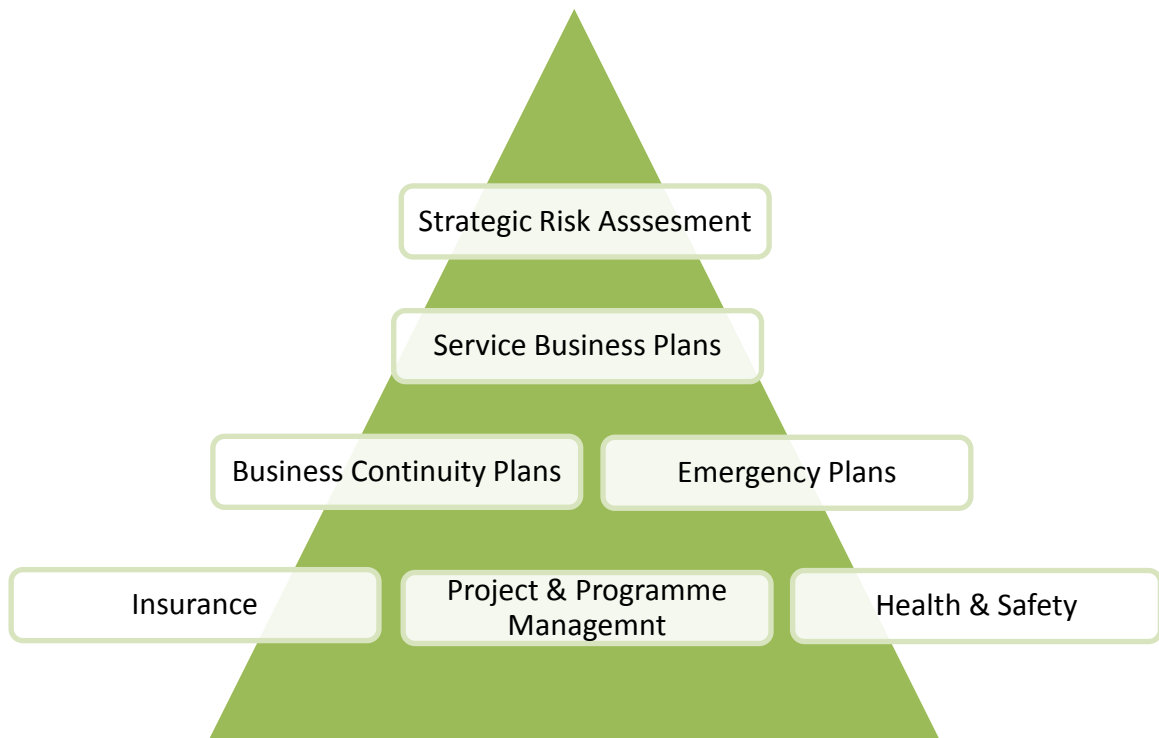 Strategic Risk Asssesment
Service Business Plans
Business Continuity Plans
Emergency Plans
Insurance
Project & Programme
Managemnt
Health & Safety